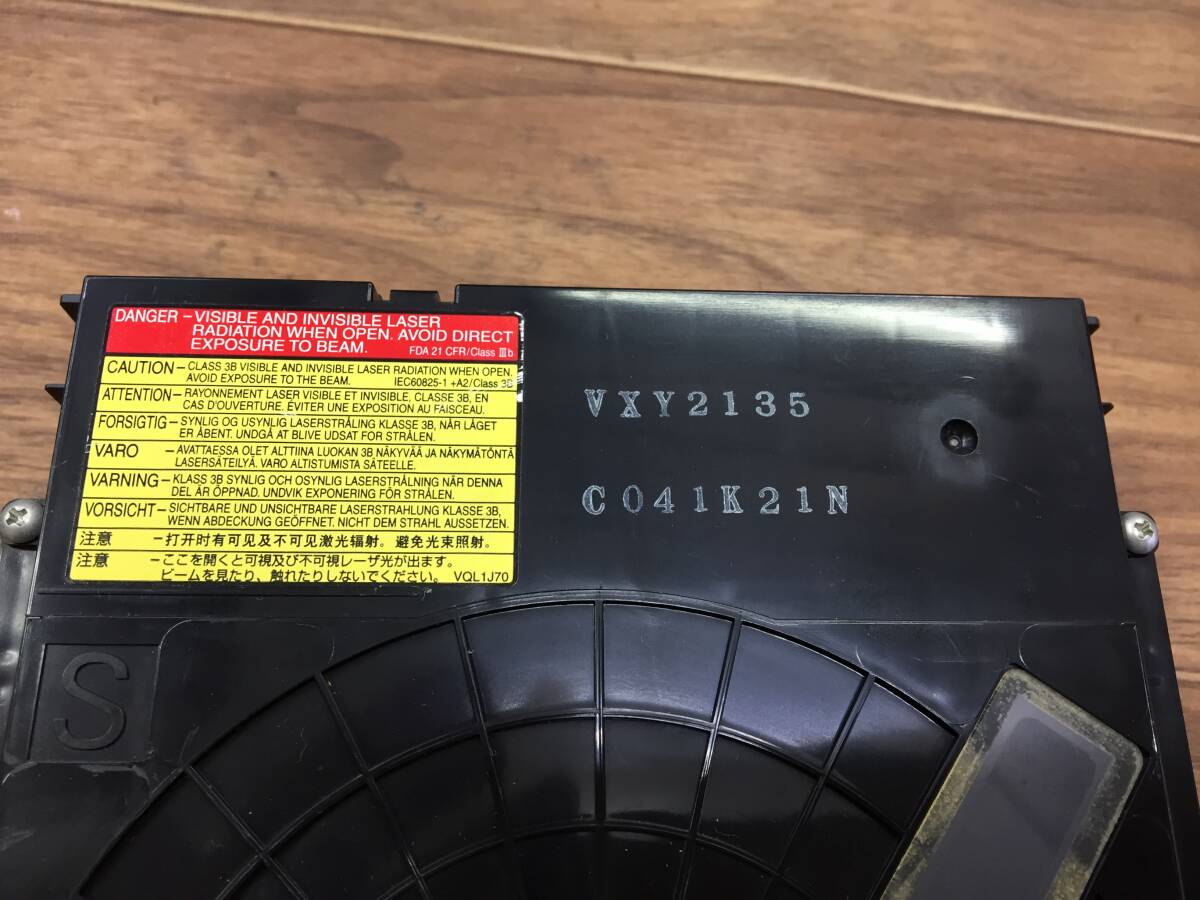 DANGER – VISIBLE AND INVISIBLE LASER
RADIATION WHEN OPEN. AVOID DIRECT
EXPOSURE TO BEAM. FDA 21 CFR/Class Ⅲb
CAUTION – CLASS 3B VISIBLE AND INVISIBLE LASER RADIATION WHEN OPEN.
AVOID EXPOSURE TO THE BEAM. IEC60825-1 +A2/Class 3B
ATTENTION – RAYONNEMENT LASER VISIBLE ET INVISIBLE, CLASSE 3B, EN
CAS D'OUVERTURE. ÉVITER UNE EXPOSITION AU FAISCEAU.
FORSIGTIG – SYNLIG OG USYNLIG LASERSTRÅLING KLASSE 3B, NÅR LÅGET
ER ÅBENT. UNDGÅ AT BLIVE UDSAT FOR STRÅLEN.
VARO – AVATTAESSA OLET ALTTIINA LUOKAN 3B NÄKYVÄÄ JA NÄKYMÄTÖNTÄ
LASERSÄTEILYÄ. VARO ALTISTUMISTA SÄTEELLE.
VARNING – KLASS 3B SYNLIG OCH OSYNLIG LASERSTRÅLNING NÄR DENNA
DEL ÄR ÖPPNAD. UNDVIK EXPONERING FÖR STRÅLEN.
VORSICHT – SICHTBARE UND UNSICHTBARE LASERSTRAHLUNG KLASSE 3B,
WENN ABDECKUNG GEÖFFNET. NICHT DEM STRAHL AUSSETZEN.
注意 – 打开时有可见及不可见激光辐射. 避免光束照射.
注意 – ここを開くと可視及び不可視レーザ光が出ます。
ビームを見たり、触れたりしないでください。 VQL1J70
VXY2135
C041K21N
S